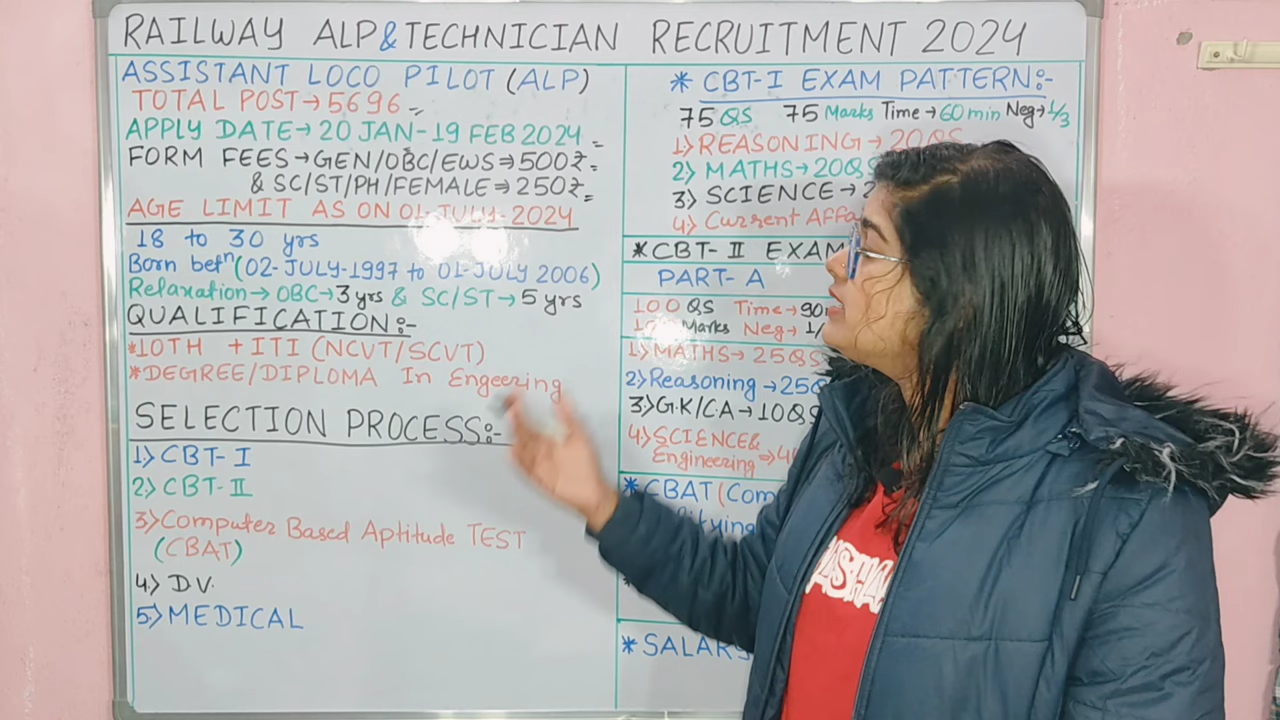 RAILWAY ALP & TECHNICIAN RECRUITMENT 2024
ASSISTANT LOCO PILOT (ALP)
TOTAL POST → 5696
APPLY DATE → 20 JAN - 19 FEB 2024
FORM FEES → GEN/OBC/EWS ⇒ 500₹
& SC/ST/PH/FEMALE ⇒ 250₹
AGE LIMIT AS ON 01 JULY-2024
18 to 30 yrs
Born betⁿ (02-JULY-1997 to 01-JULY 2006)
Relaxation → OBC → 3 yrs & SC/ST → 5 yrs
QUALIFICATION:-
*10TH + ITI (NCVT/SCVT)
*DEGREE/DIPLOMA In Engeering
SELECTION PROCESS:-
1> CBT-I
2> CBT-II
3> Computer Based Aptitude TEST
(CBAT)
4> D V.
5> MEDICAL
* CBT-I EXAM PATTERN:-
75 QS 75 Marks Time → 60 min Neg → 1/3
1> REASONING → 20 QS
2> MATHS → 20 QS
3> SCIENCE → 2
4> Current
* CBT-II EXAM
PART-A
100 QS Time → 90
Marks Neg → 1/
1) MATHS → 25 QS
2) Reasoning → 25
3> G.K/C.A → 10 QS
4> SCIENCE &
Engineering → 4
* CBAT (Com
*
* SALARY